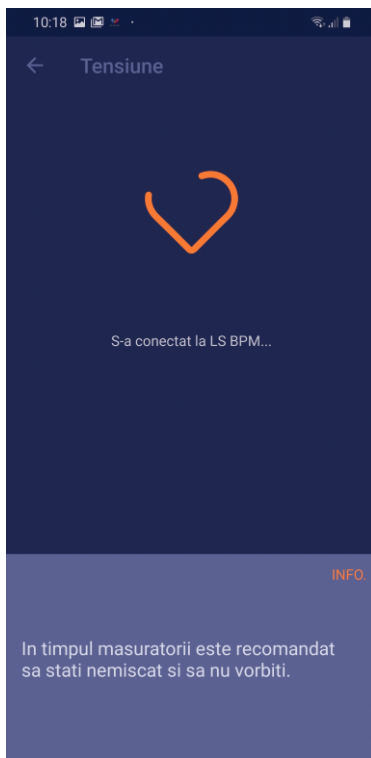 10:18
Tensiune
S-a conectat la LS BPM...
INFO.
In timpul masuratorii este recomandat
sa stati nemiscat si sa nu vorbiti.